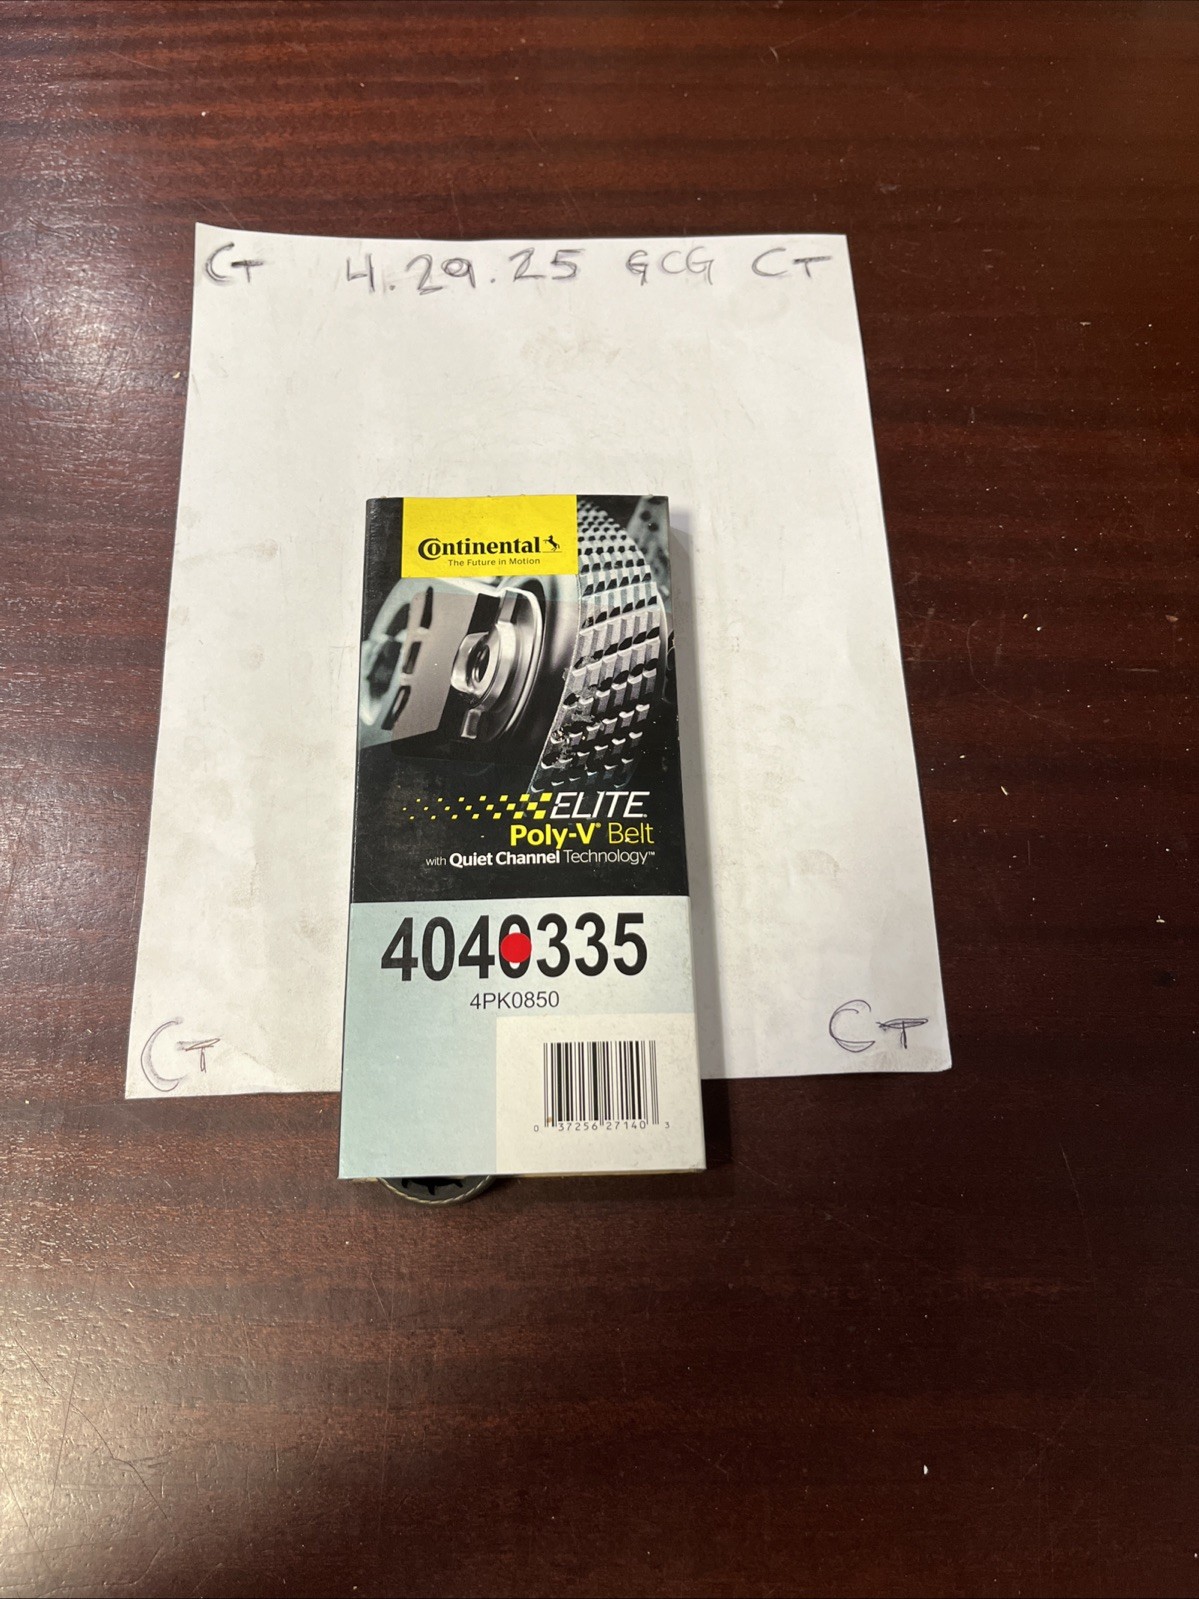 CT 4.29.25 GCG CT
Continental
The Future in Motion
ELITE
Poly-V® Belt
with Quiet Channel Technology™
4040335
4PK0850
0 37256 27140 3
CT CT